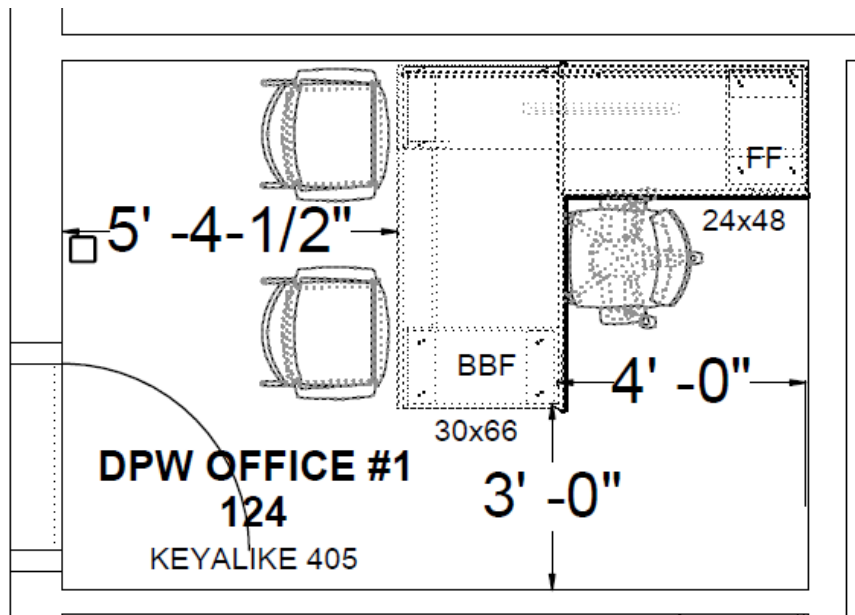 FF
24x48
5' -4-1/2"
BBF
4' -0"
30x66
3' -0"
DPW OFFICE #1
124
KEYALIKE 405